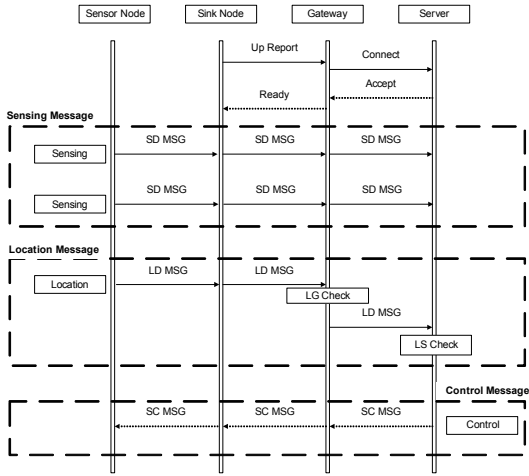 Sensor Node Sink Node Gateway Server
Up Report
Connect
Accept
Ready
Sensing Message
SD MSG SD MSG SD MSG
Sensing
SD MSG SD MSG SD MSG
Sensing
Location Message
LD MSG LD MSG
Location
LG Check
LD MSG
LS Check
Control Message
SC MSG SC MSG SC MSG
Control